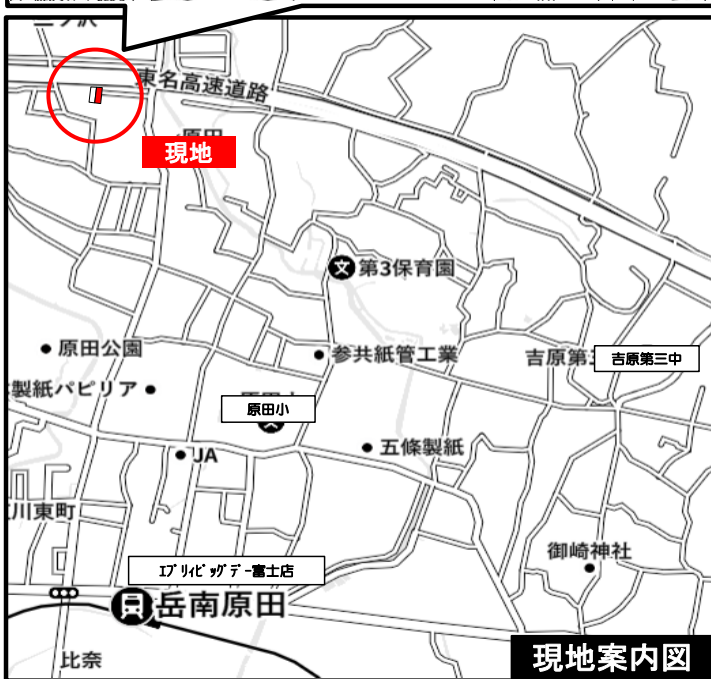 東名高速道路
原田
現地
第3保育園
原田公園
参共紙管工業
吉原第三中
製紙パピリア
原田小
JA
五條製紙
川東町
御崎神社
エブリィビッグデー富士店
岳南原田
比奈
現地案内図